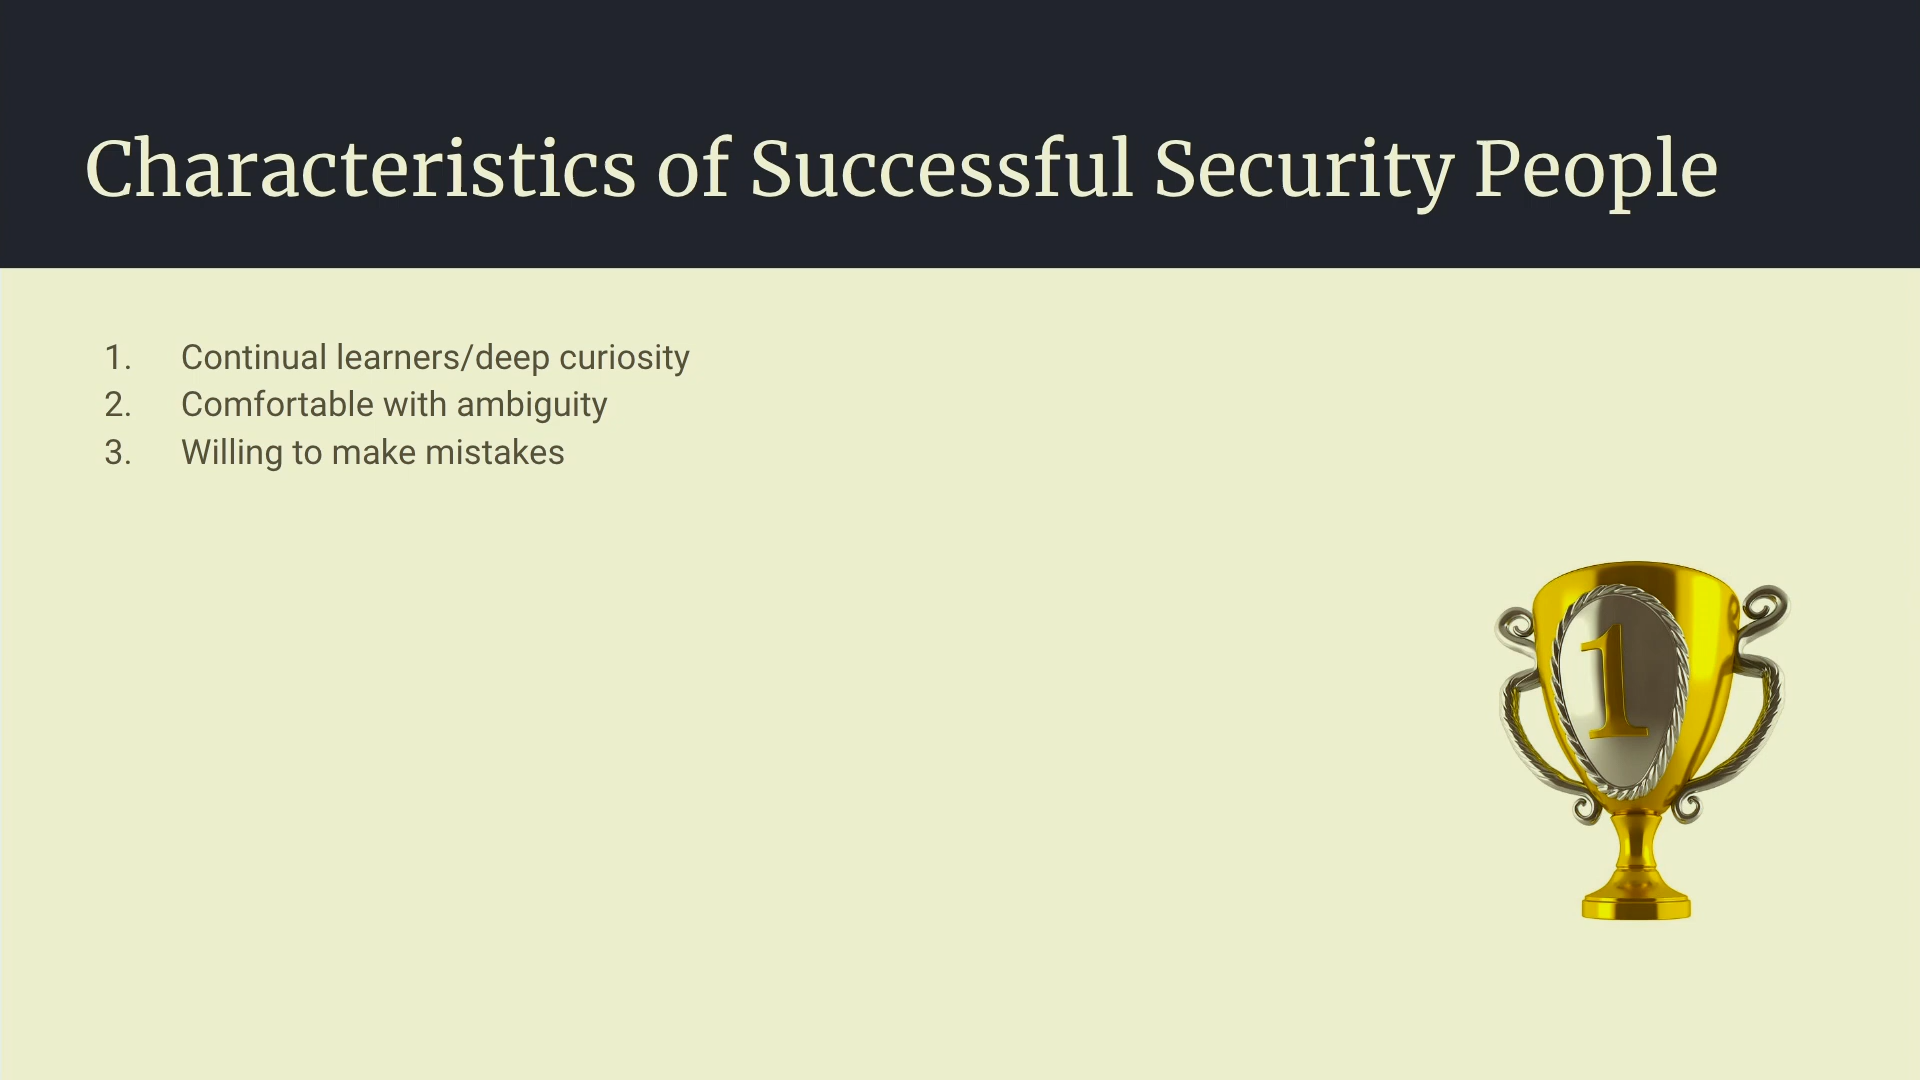 Characteristics of Successful Security People
1. Continual learners/deep curiosity
2. Comfortable with ambiguity
3. Willing to make mistakes
1